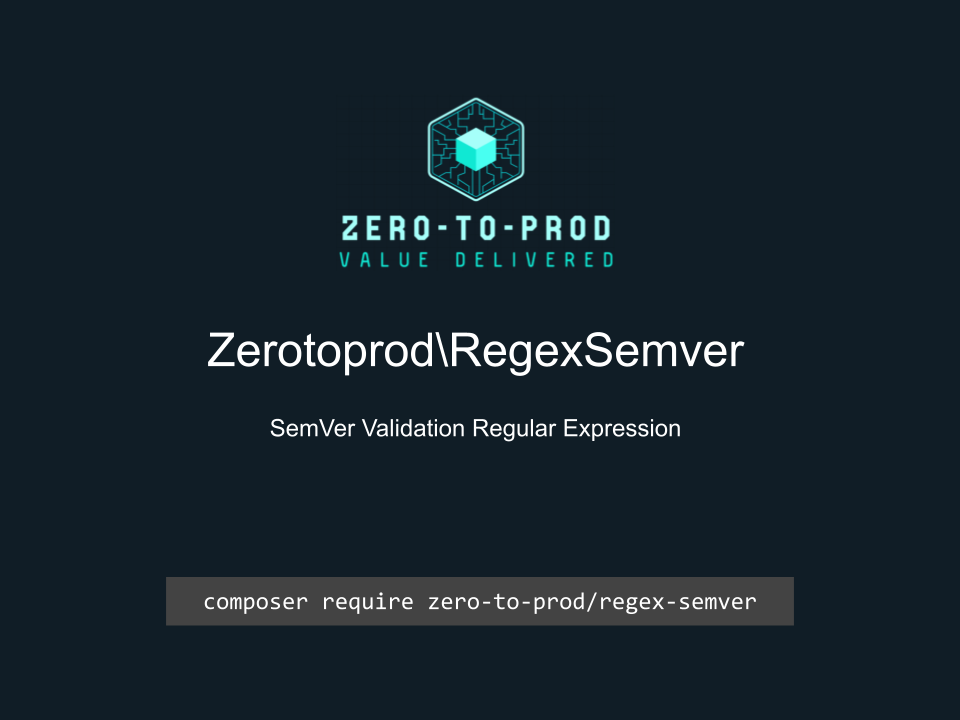 ZERO-TO-PROD
VALUE DELIVERED
Zerotoprod\RegexSemver
SemVer Validation Regular Expression
composer require zero-to-prod/regex-semver